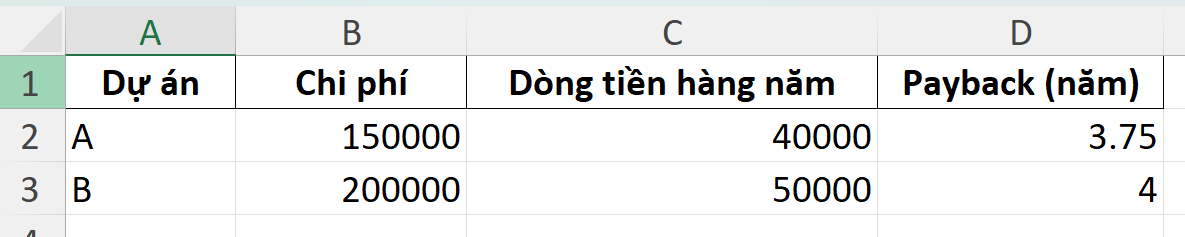 A B C D
1 Dự án Chi phí Dòng tiền hàng năm Payback (năm)
2 A 150000 40000 3.75
3 B 200000 50000 4